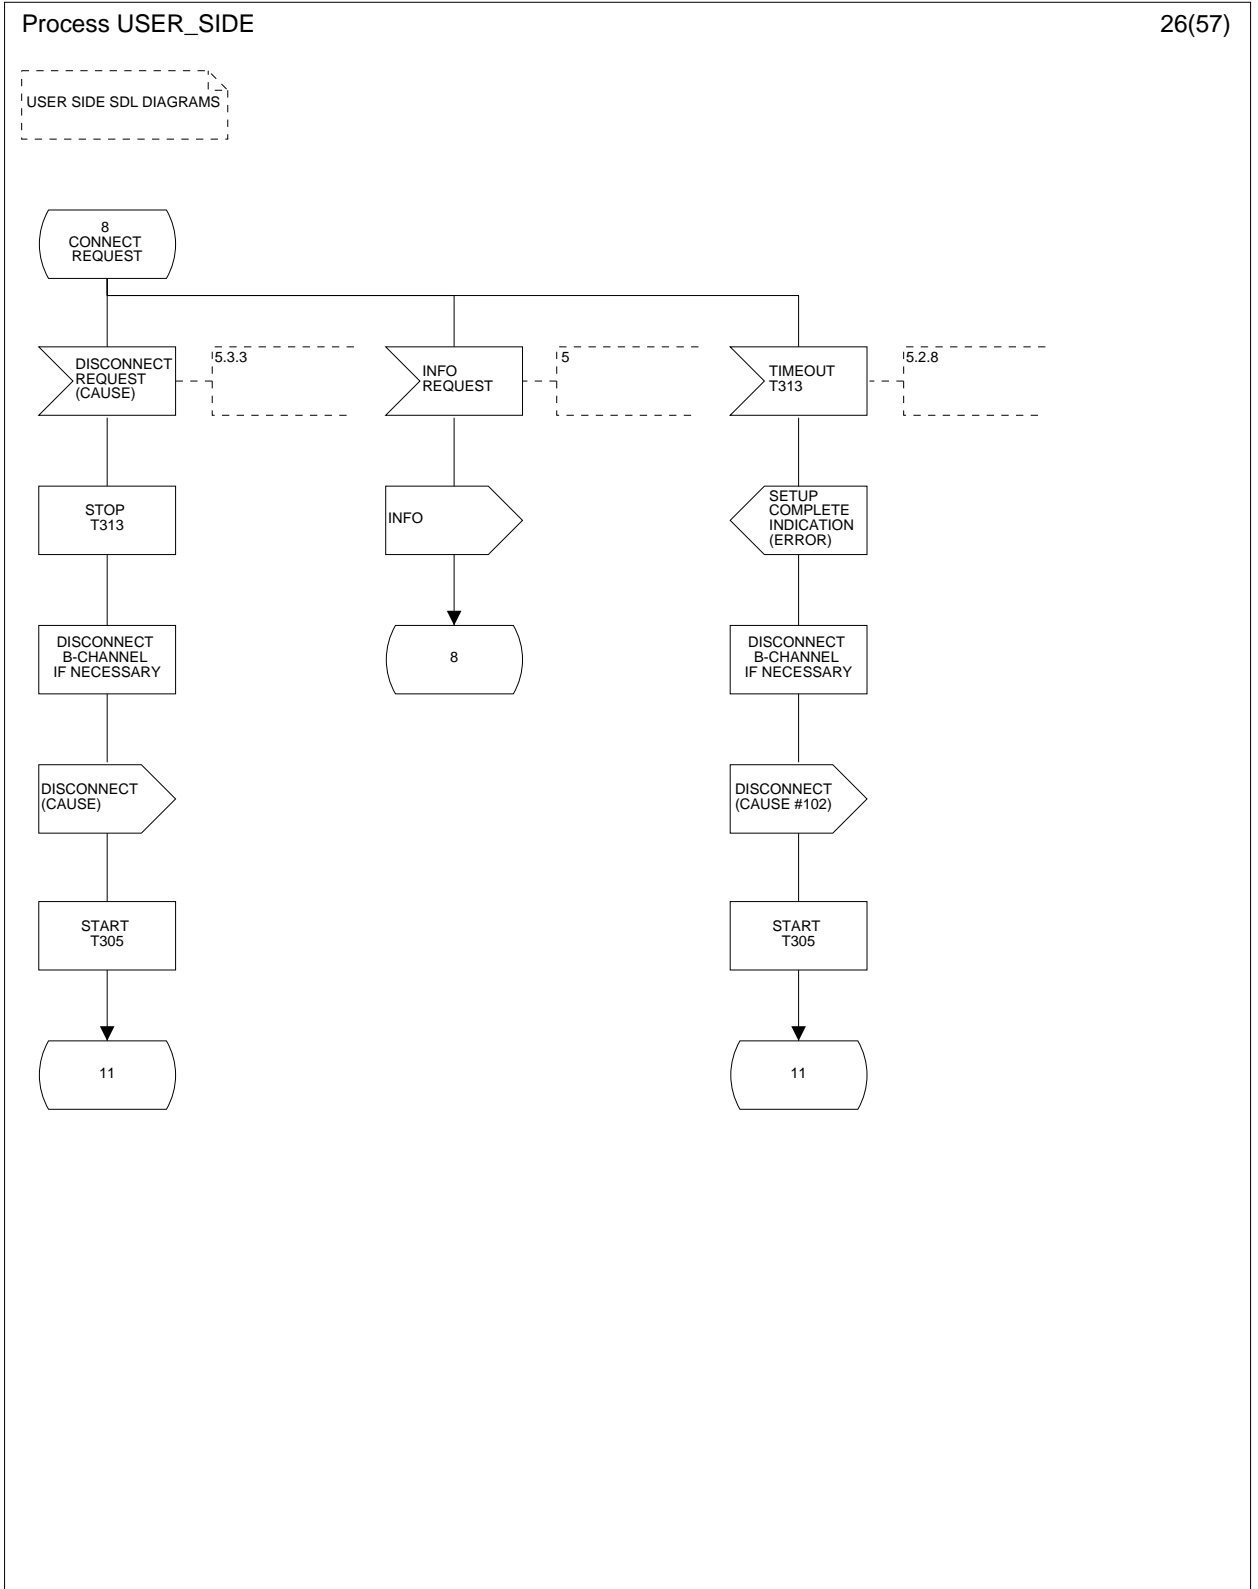 Process USER_SIDE
26(57)
USER SIDE SDL DIAGRAMS
8
CONNECT
REQUEST
DISCONNECT
REQUEST
(CAUSE)
5.3.3
INFO
REQUEST
5
TIMEOUT
T313
5.2.8
STOP
T313
INFO
SETUP
COMPLETE
INDICATION
(ERROR)
DISCONNECT
B-CHANNEL
IF NECESSARY
8
DISCONNECT
B-CHANNEL
IF NECESSARY
DISCONNECT
(CAUSE)
DISCONNECT
(CAUSE #102)
START
T305
START
T305
11
11